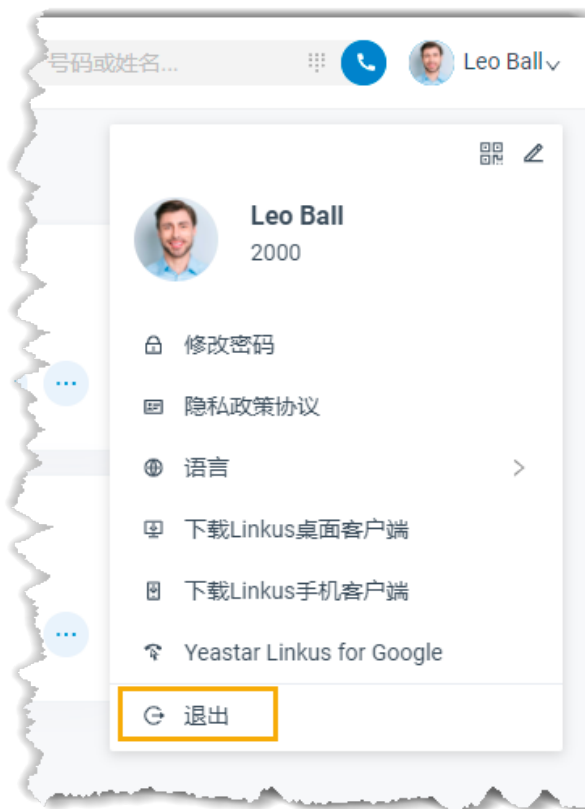 号码或姓名...
Leo Ball
Leo Ball
2000
修改密码
隐私政策协议
语言
下载Linkus桌面客户端
下载Linkus手机客户端
Yeastar Linkus for Google
退出